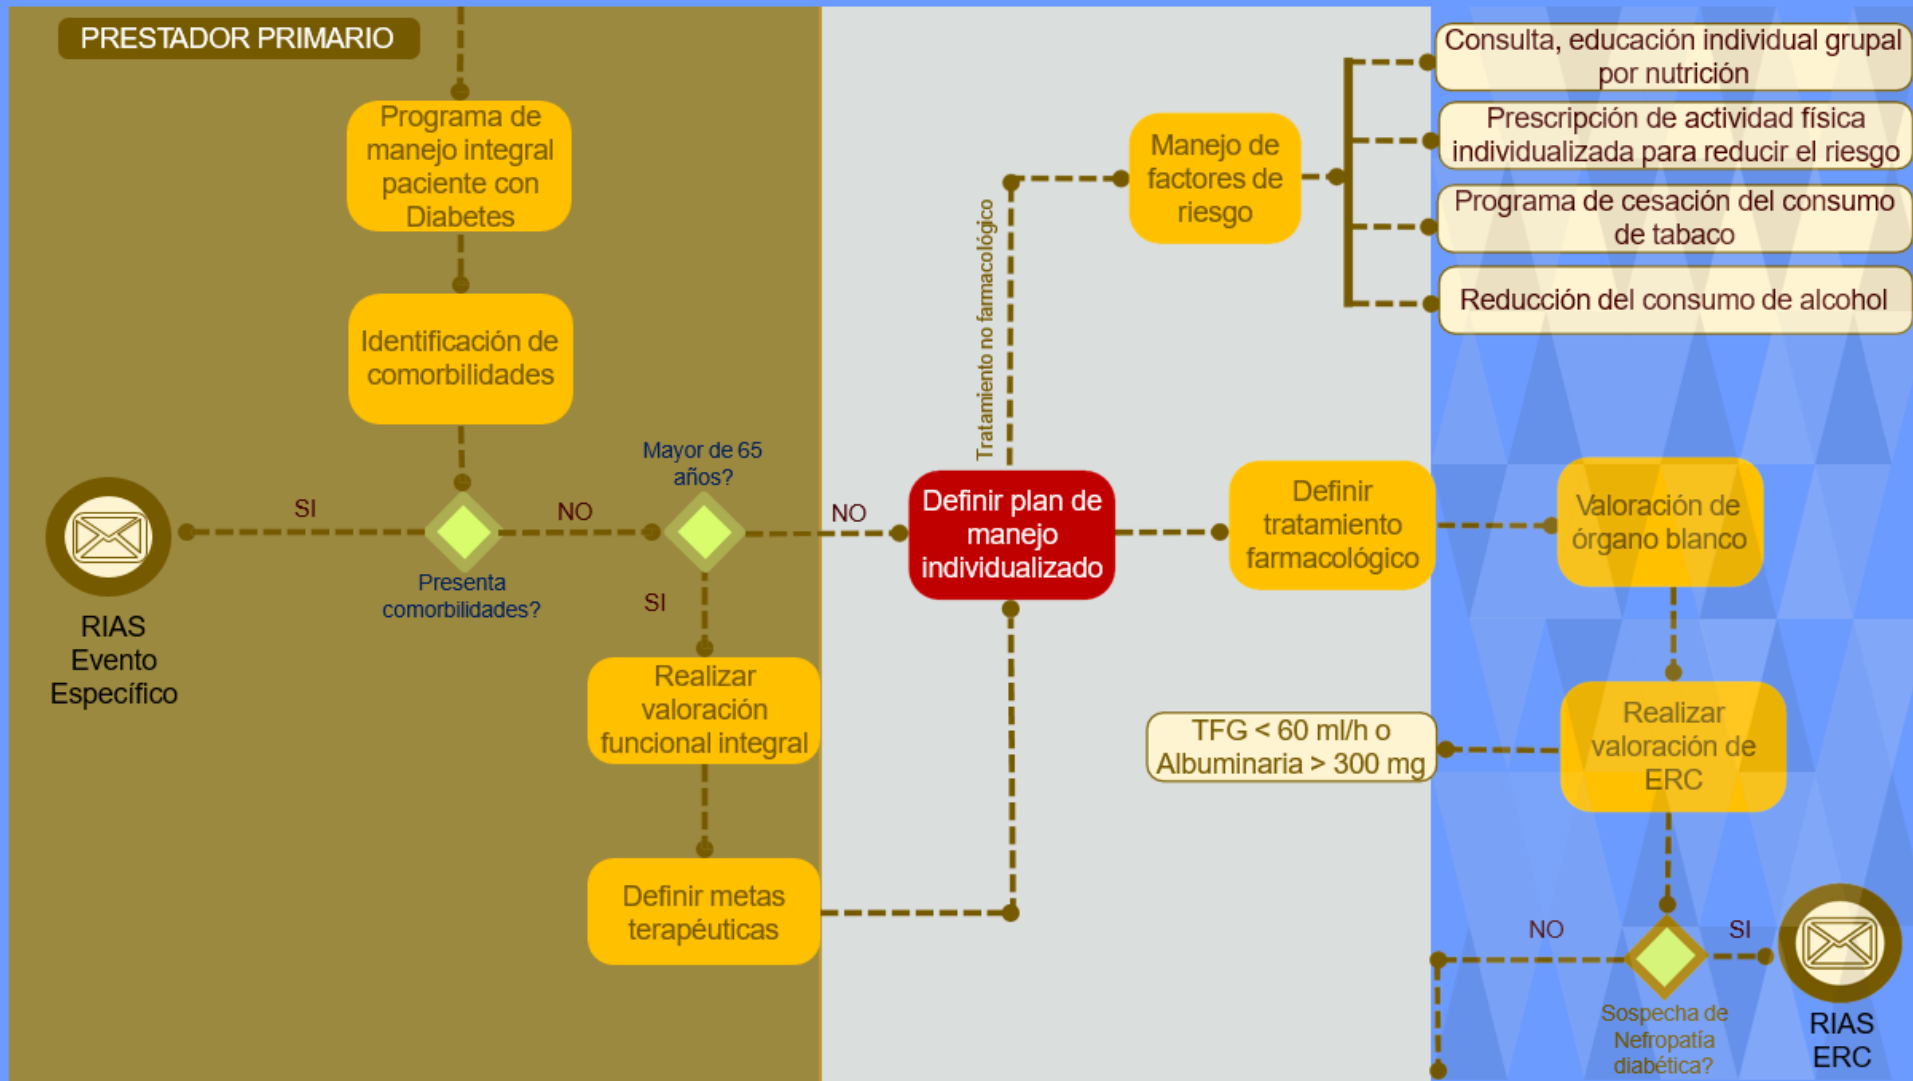 PRESTADOR PRIMARIO
Programa de
manejo integral
paciente con
Diabetes
Identificación de
comorbilidades
SI
Presenta
comorbilidades?
NO
Mayor de 65
años?
NO
SI
RIAS
Evento
Específico
Realizar
valoración
funcional integral
Definir metas
terapéuticas
Definir plan de
manejo
individualizado
Tratamiento no farmacológico
Manejo de
factores de
riesgo
Consulta, educación individual grupal
por nutrición
Prescripción de actividad física
individualizada para reducir el riesgo
Programa de cesación del consumo
de tabaco
Reducción del consumo de alcohol
Definir
tratamiento
farmacológico
Valoración de
órgano blanco
Realizar
valoración de
ERC
TFG < 60 ml/h o
Albuminaria > 300 mg
NO
SI
Sospecha de
Nefropatía
diabética?
RIAS
ERC